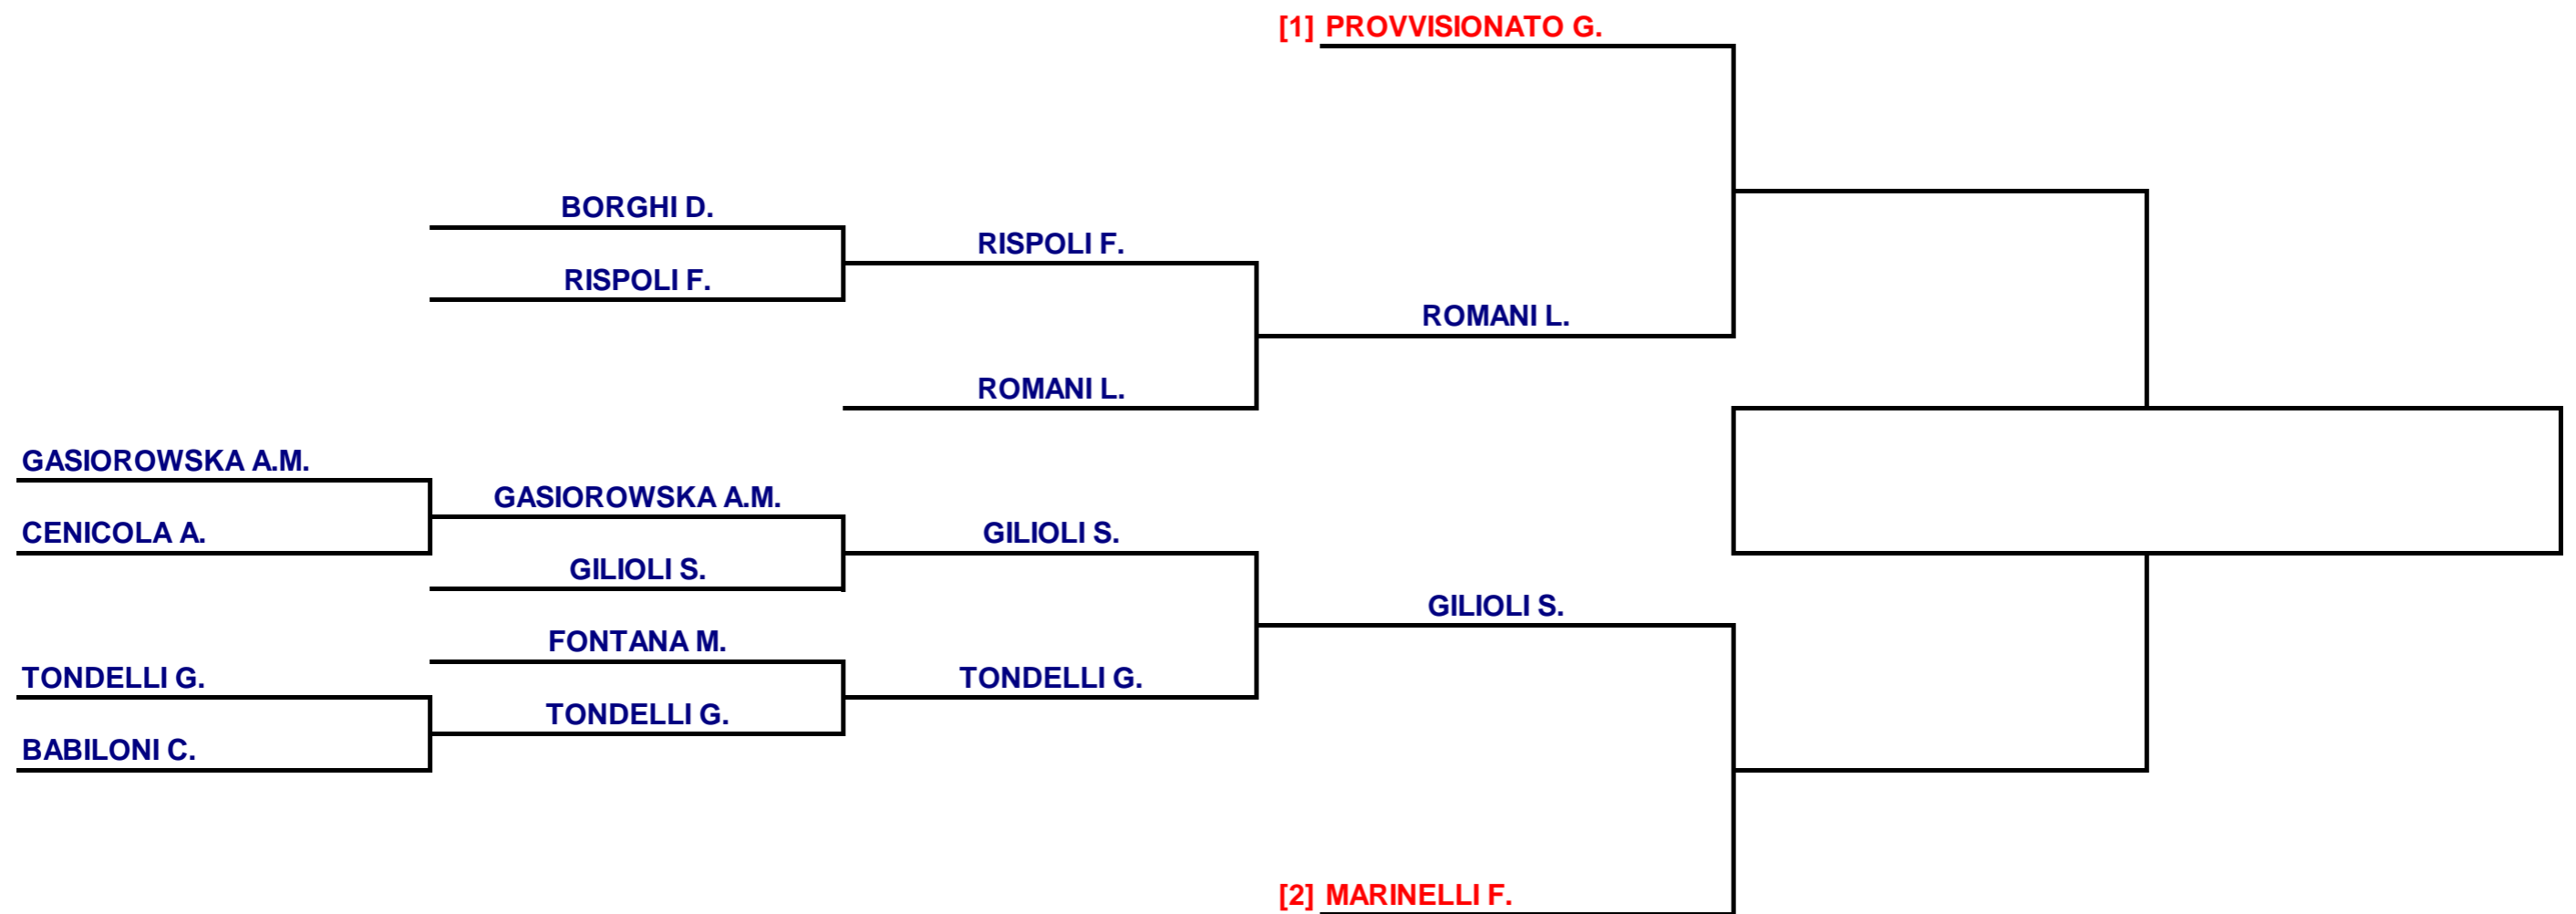 [1] PROVVISIONATO G.
BORGHI D.
RISPOLI F.
RISPOLI F.
ROMANI L.
ROMANI L.
GASIOROWSKA A.M.
GASIOROWSKA A.M.
CENICOLA A.
GILIOLI S.
GILIOLI S.
GILIOLI S.
FONTANA M.
TONDELLI G.
TONDELLI G.
TONDELLI G.
BABILONI C.
[2] MARINELLI F.